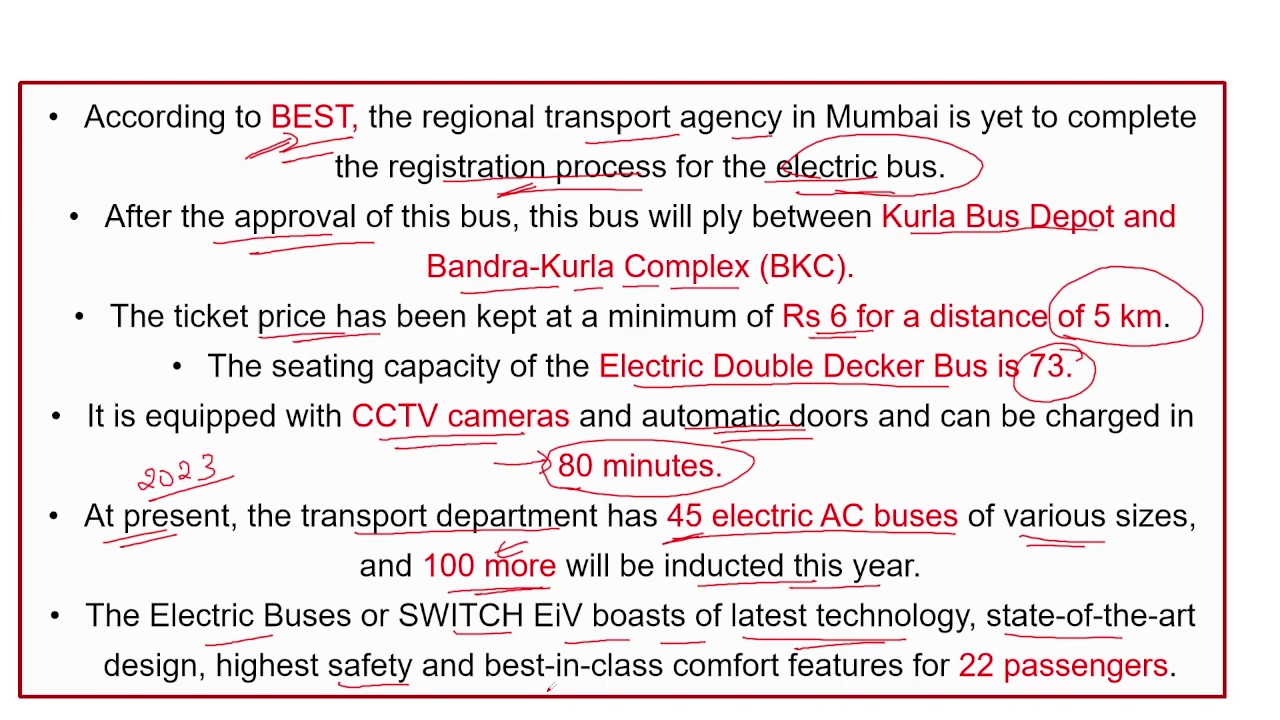 • According to BEST, the regional transport agency in Mumbai is yet to complete
the registration process for the electric bus.
• After the approval of this bus, this bus will ply between Kurla Bus Depot and
Bandra-Kurla Complex (BKC).
• The ticket price has been kept at a minimum of Rs 6 for a distance of 5 km.
• The seating capacity of the Electric Double Decker Bus is 73.
• It is equipped with CCTV cameras and automatic doors and can be charged in
80 minutes.
2023
• At present, the transport department has 45 electric AC buses of various sizes,
and 100 more will be inducted this year.
• The Electric Buses or SWITCH EiV boasts of latest technology, state-of-the-art
design, highest safety and best-in-class comfort features for 22 passengers.